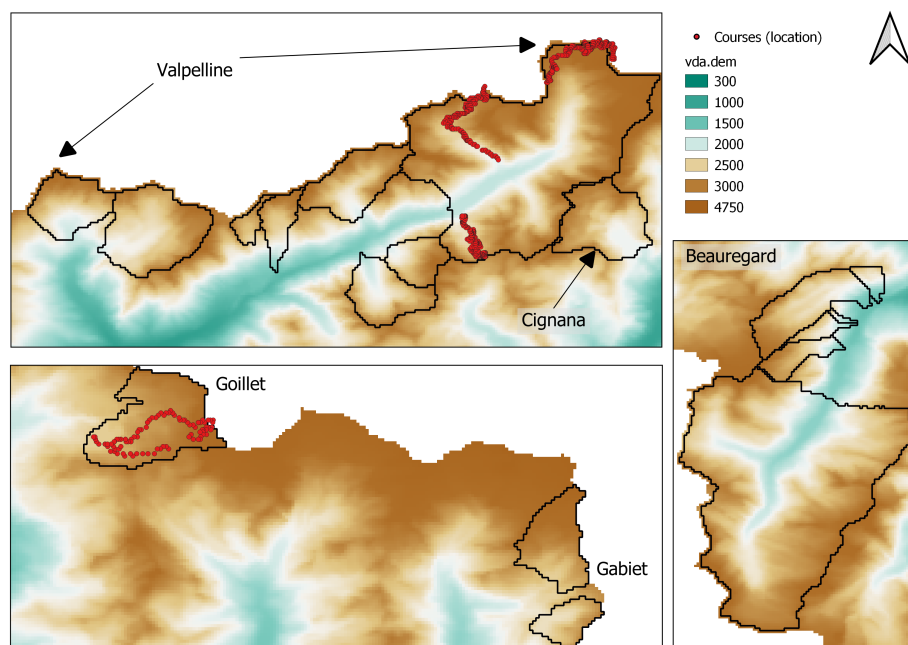 Valpelline
Cignana
Courses (location)
vda.dem
300
1000
1500
2000
2500
3000
4750
Beauregard
Goillet
Gabiet